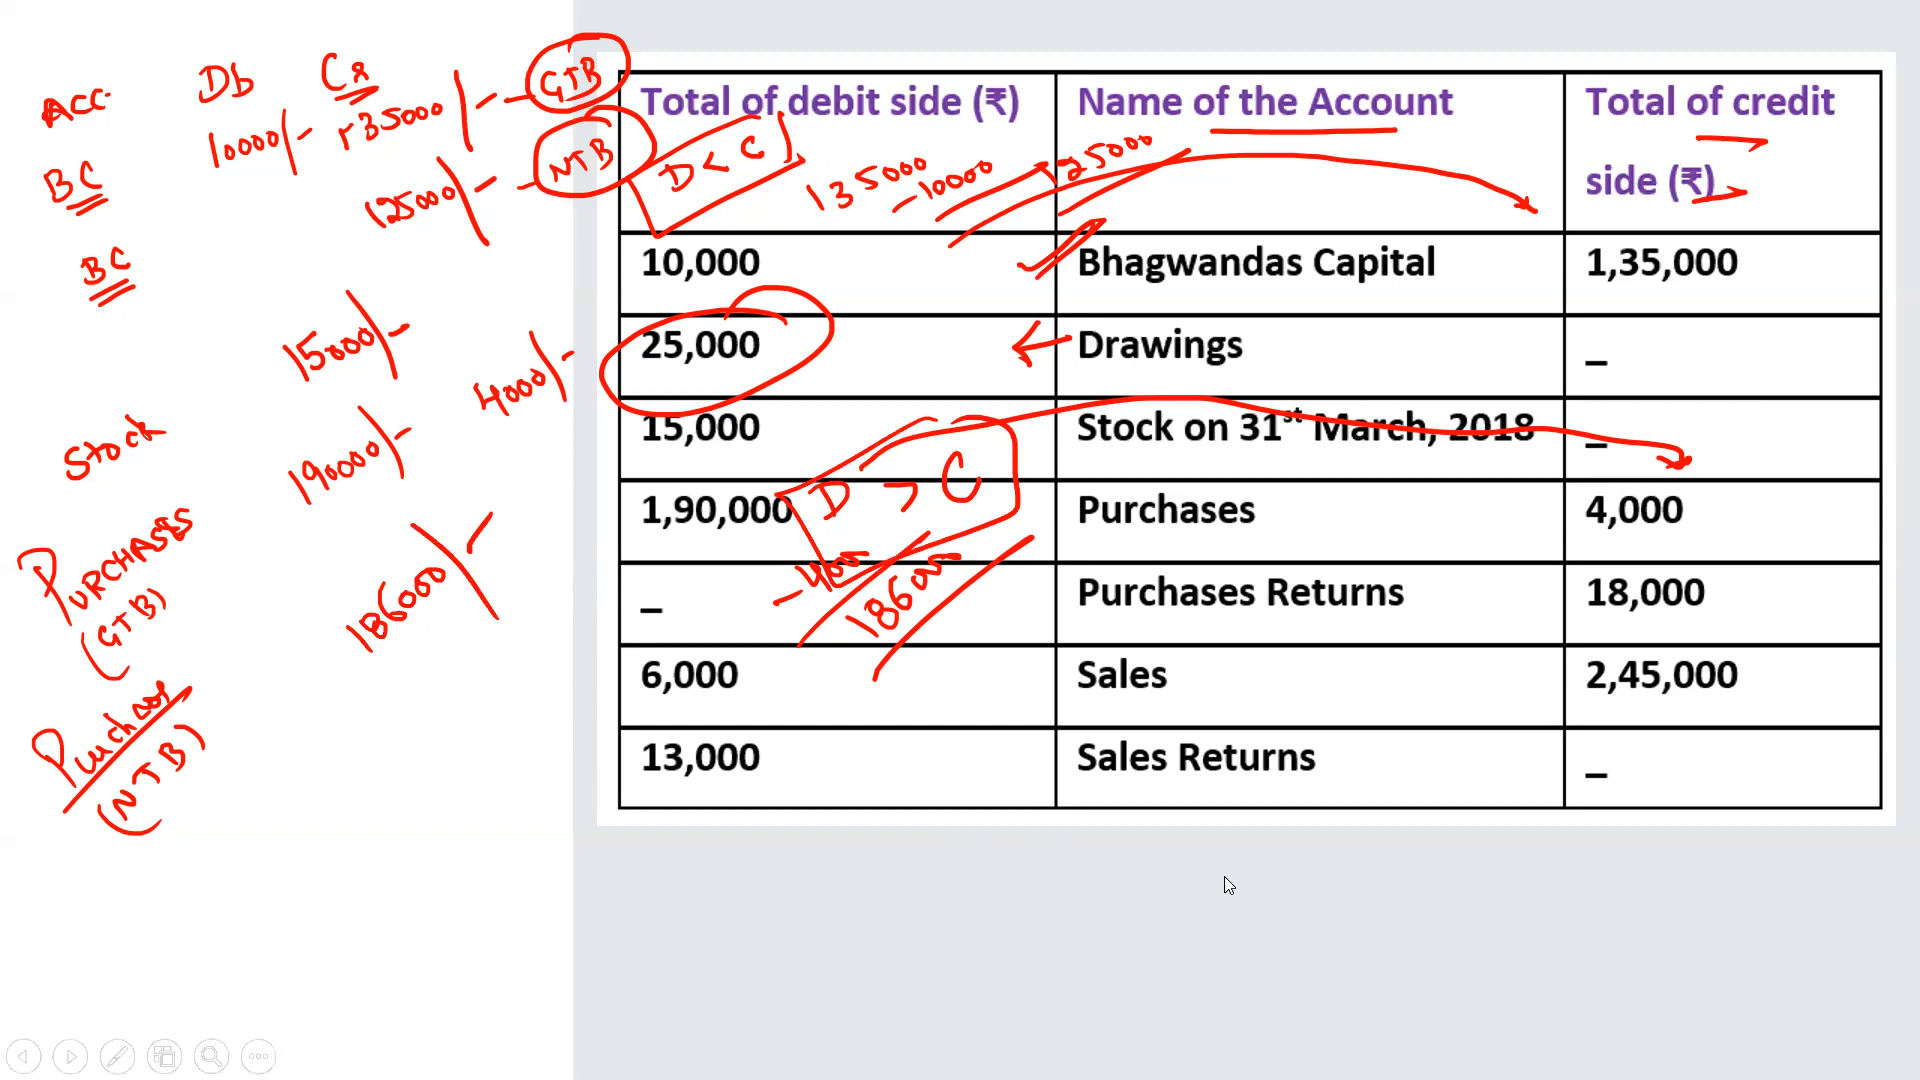 ACC Db Cr
10000/- 135000/- GTB
BC 125000/- NTB
BC
15000/-
4000/-
Stock
190000/-
PURCHASES
(GTB)
186000/-
Purchases
(NTB)
Total of debit side (₹) Name of the Account Total of credit
side (₹)
D < C 135000
-10000
125000
10,000 Bhagwandas Capital 1,35,000
25,000 Drawings _
15,000 Stock on 31st March, 2018 _
D > C
1,90,000 Purchases 4,000
-4000
186000
_ Purchases Returns 18,000
6,000 Sales 2,45,000
13,000 Sales Returns _